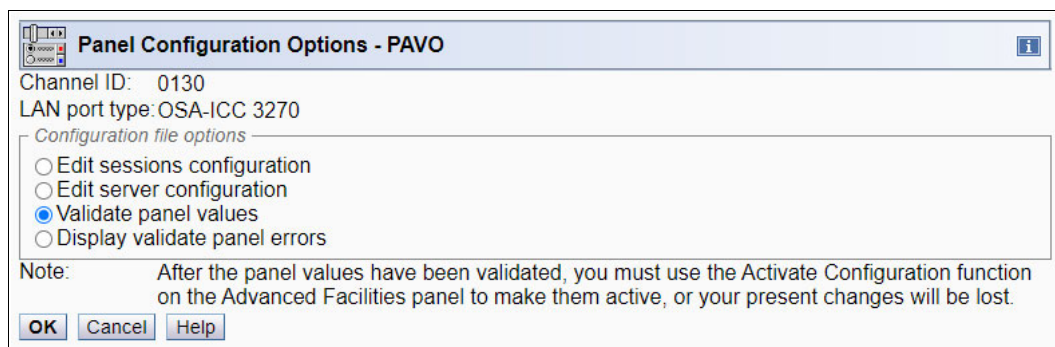 Panel Configuration Options - PAVO
i
Channel ID: 0130
LAN port type: OSA-ICC 3270
Configuration file options
Edit sessions configuration
Edit server configuration
Validate panel values
Display validate panel errors
Note: After the panel values have been validated, you must use the Activate Configuration function
on the Advanced Facilities panel to make them active, or your present changes will be lost.
OK Cancel Help